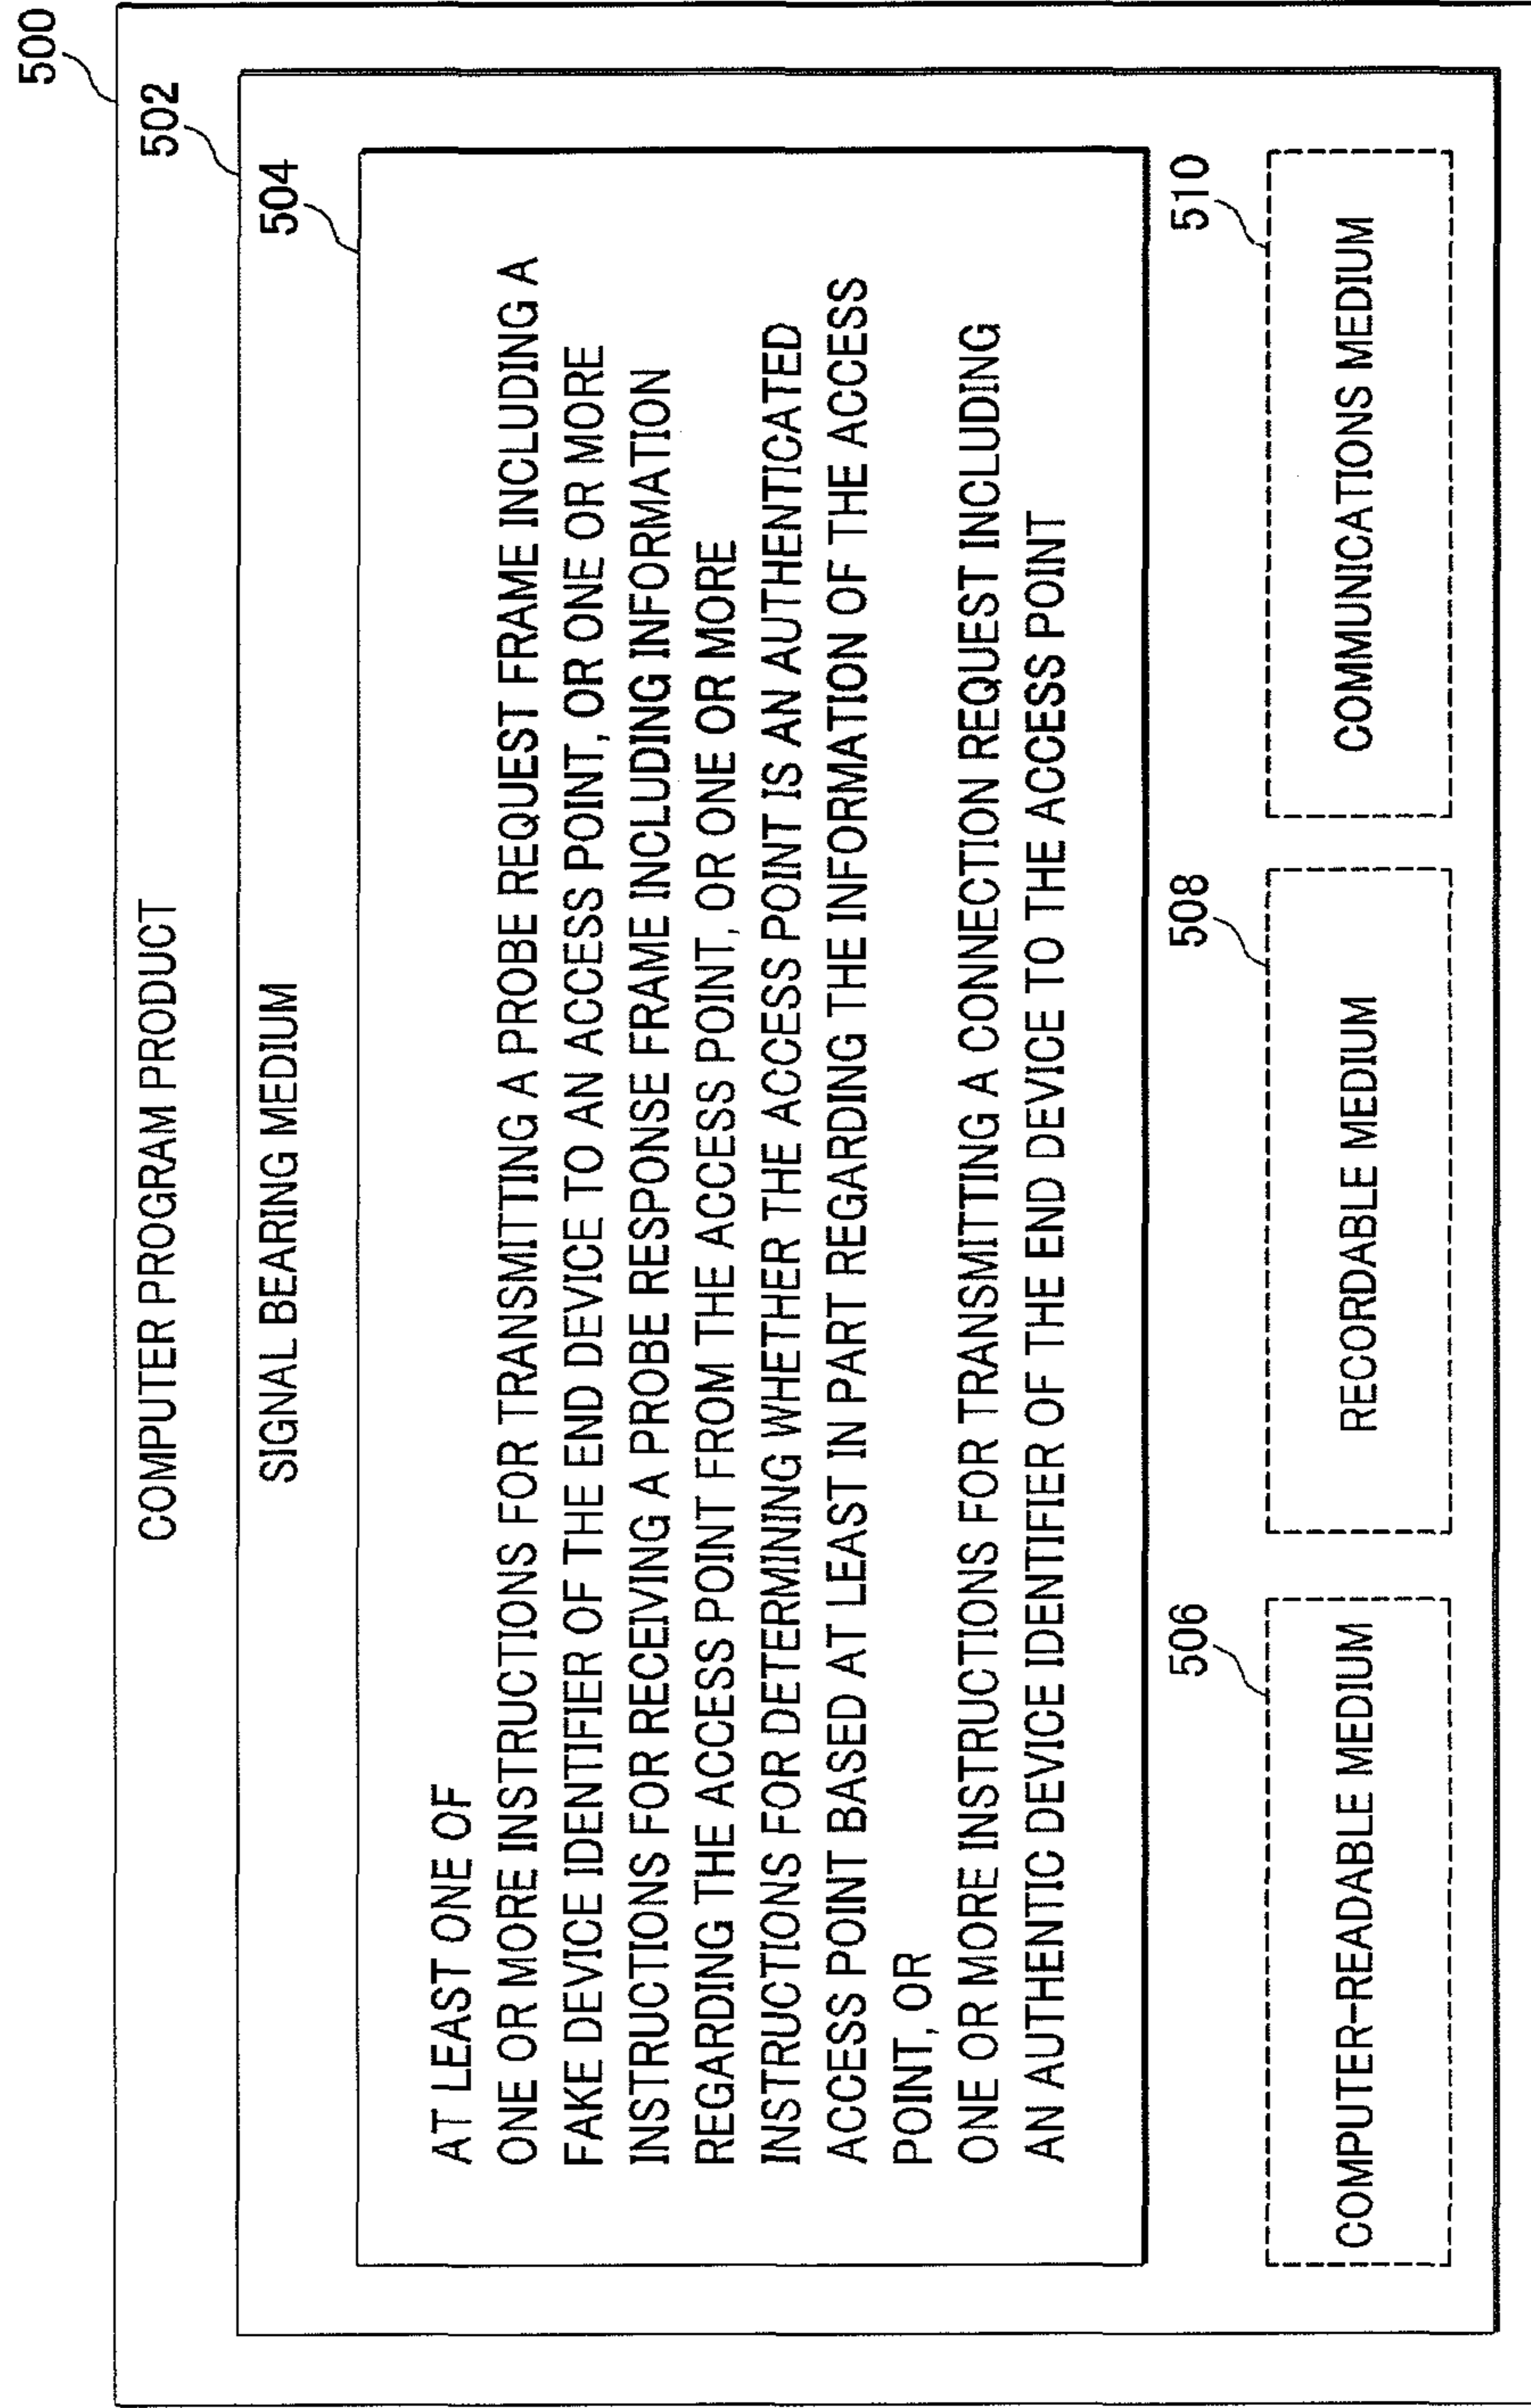 500
COMPUTER PROGRAM PRODUCT
502
SIGNAL BEARING MEDIUM
504
AT LEAST ONE OF
ONE OR MORE INSTRUCTIONS FOR TRANSMITTING A PROBE REQUEST FRAME INCLUDING A
FAKE DEVICE IDENTIFIER OF THE END DEVICE TO AN ACCESS POINT, OR ONE OR MORE
INSTRUCTIONS FOR RECEIVING A PROBE RESPONSE FRAME INCLUDING INFORMATION
REGARDING THE ACCESS POINT FROM THE ACCESS POINT, OR ONE OR MORE
INSTRUCTIONS FOR DETERMINING WHETHER THE ACCESS POINT IS AN AUTHENTICATED
ACCESS POINT BASED AT LEAST IN PART REGARDING THE INFORMATION OF THE ACCESS
POINT, OR
ONE OR MORE INSTRUCTIONS FOR TRANSMITTING A CONNECTION REQUEST INCLUDING
AN AUTHENTIC DEVICE IDENTIFIER OF THE END DEVICE TO THE ACCESS POINT
506
COMPUTER-READABLE MEDIUM
508
RECORDABLE MEDIUM
510
COMMUNICATIONS MEDIUM